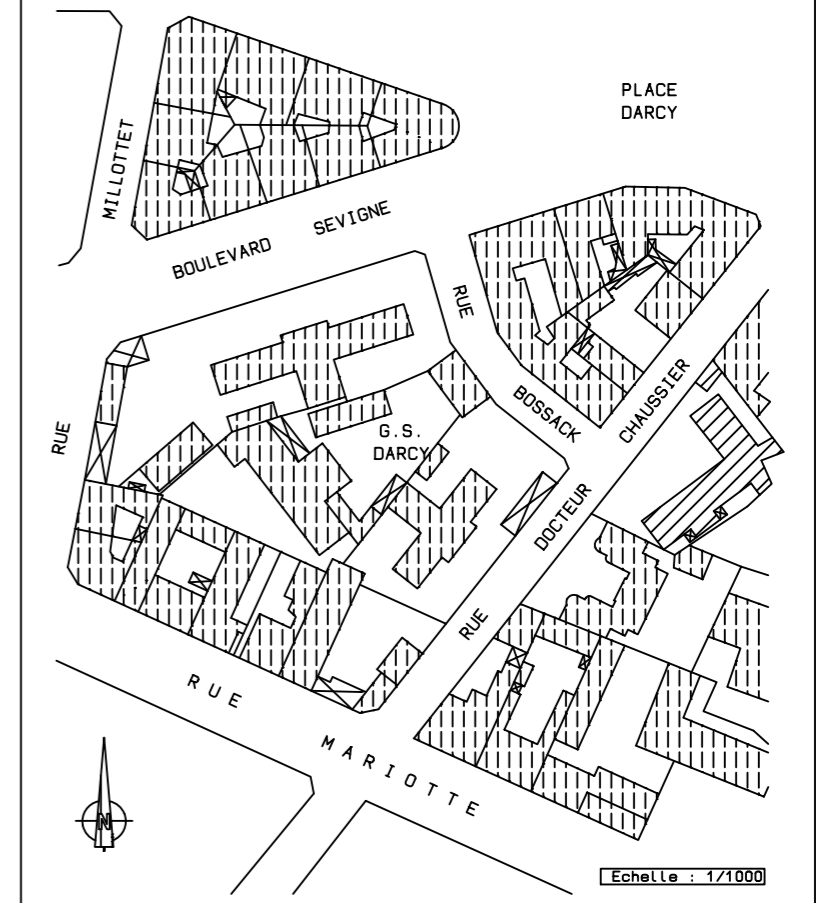 PLACE
DARCY
MILLOTTET
BOULEVARD SEVIGNE
RUE
BOSSACK
CHAUSSIER
RUE
G.S.
DARCY
DOCTEUR
RUE
RUE
MARIOTTE
N
Echelle : 1/1000